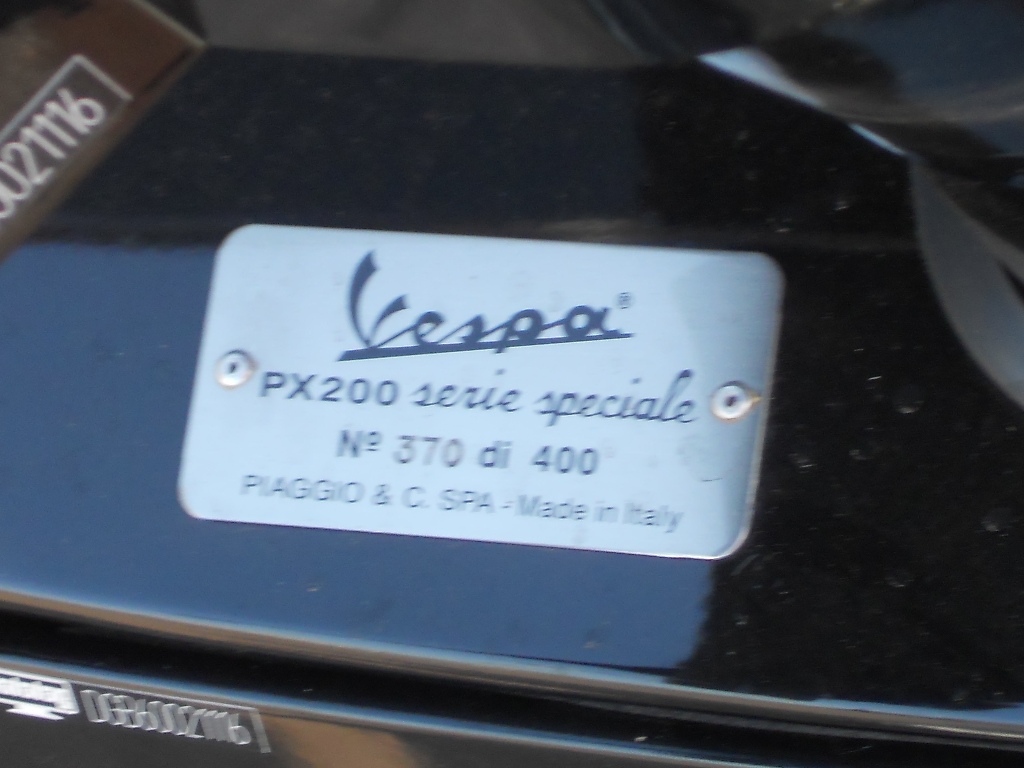 Vespa®
PX200 serie speciale
Nº 370 di 400
PIAGGIO & C. SPA - Made in Italy